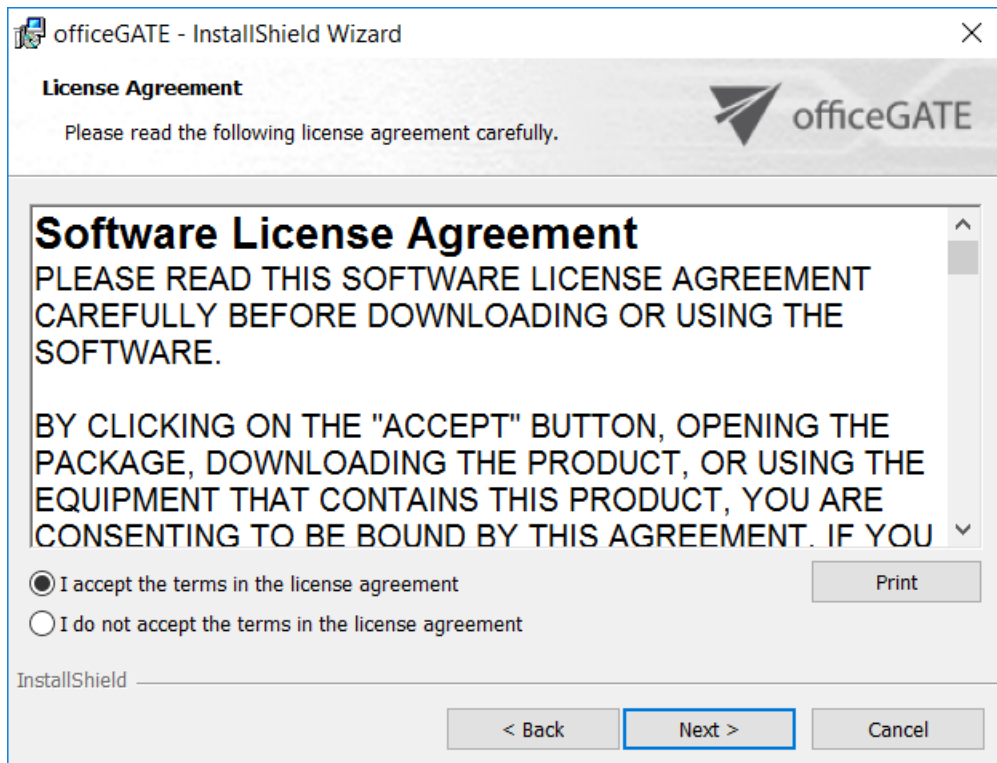 officeGATE - InstallShield Wizard
License Agreement
Please read the following license agreement carefully.
officeGATE
Software License Agreement
PLEASE READ THIS SOFTWARE LICENSE AGREEMENT
CAREFULLY BEFORE DOWNLOADING OR USING THE
SOFTWARE.
BY CLICKING ON THE "ACCEPT" BUTTON, OPENING THE
PACKAGE, DOWNLOADING THE PRODUCT, OR USING THE
EQUIPMENT THAT CONTAINS THIS PRODUCT, YOU ARE
CONSENTING TO BE BOUND BY THIS AGREEMENT. IF YOU
I accept the terms in the license agreement
Print
I do not accept the terms in the license agreement
InstallShield
< Back
Next >
Cancel